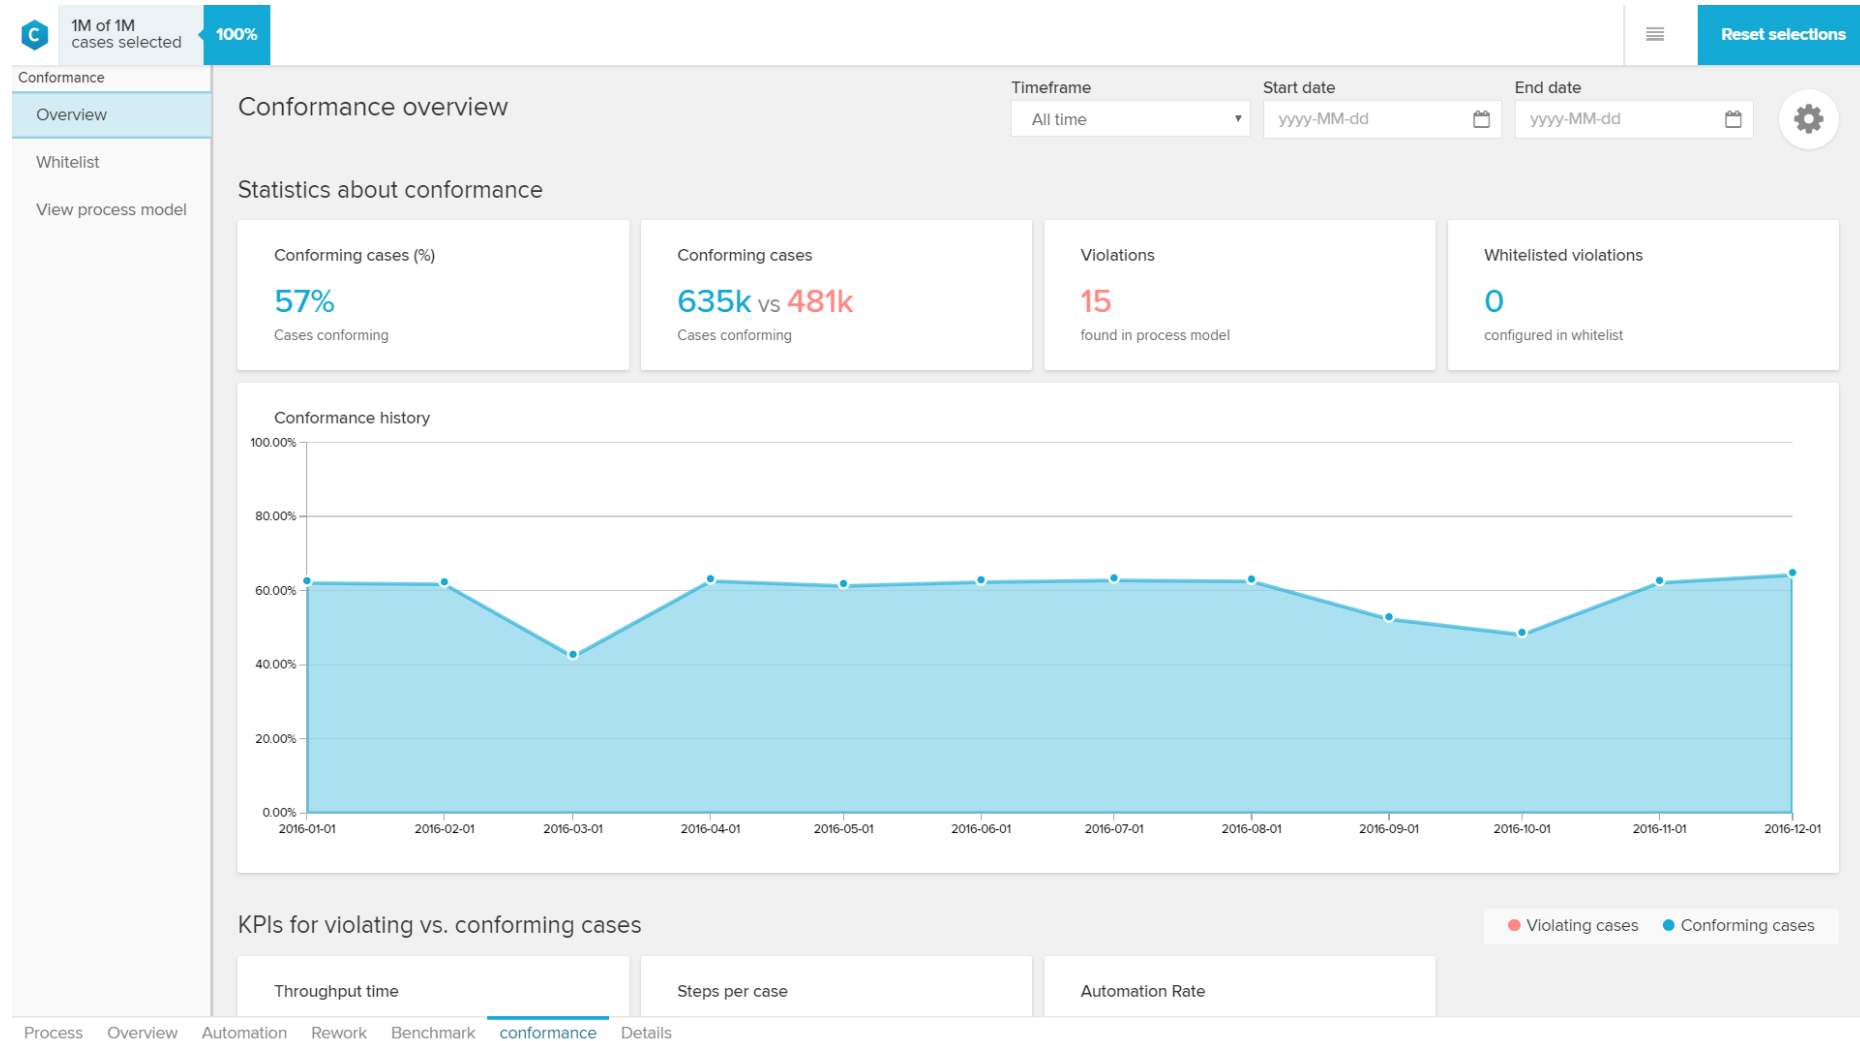 C
1M of 1M
cases selected
100%
Reset selections
Conformance
Overview
Whitelist
View process model
Conformance overview
Timeframe
All time
Start date
yyyy-MM-dd
End date
yyyy-MM-dd
Statistics about conformance
Conforming cases (%)
57%
Cases conforming
Conforming cases
635k vs 481k
Cases conforming
Violations
15
found in process model
Whitelisted violations
0
configured in whitelist
Conformance history
100.00%
80.00%
60.00%
40.00%
20.00%
0.00%
2016-01-01 2016-02-01 2016-03-01 2016-04-01 2016-05-01 2016-06-01 2016-07-01 2016-08-01 2016-09-01 2016-10-01 2016-11-01 2016-12-01
KPIs for violating vs. conforming cases
Violating cases Conforming cases
Throughput time
Steps per case
Automation Rate
Process Overview Automation Rework Benchmark conformance Details